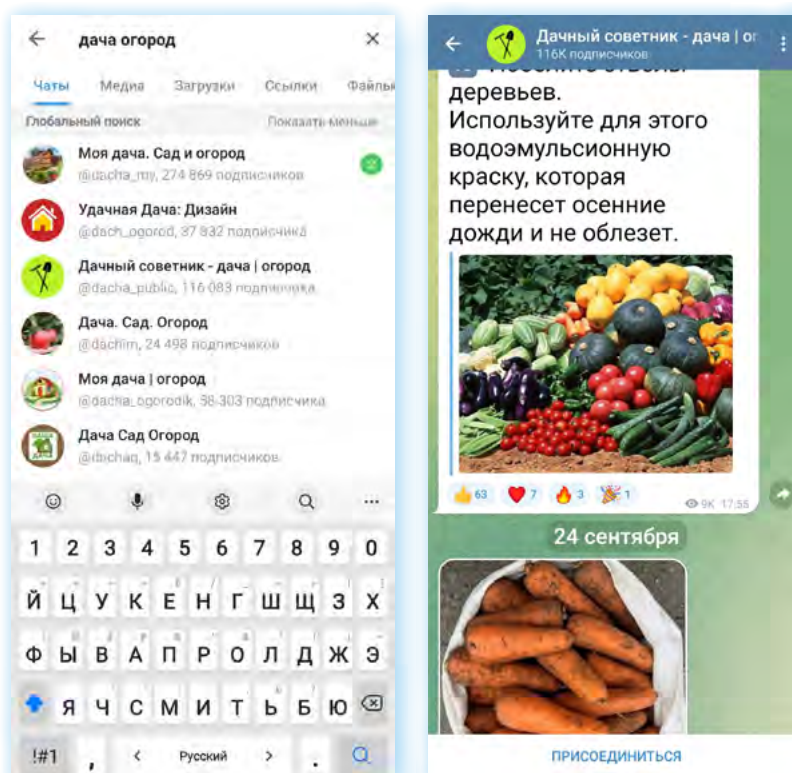 дача огород
Чаты Медиа Загрузки Ссылки Файлы
Глобальный поиск Показать меньше
Моя дача. Сад и огород
@dacha_my, 274 869 подписчиков
Удачная Дача: Дизайн
@dach_ogorod, 37 832 подписчика
Дачный советник - дача | огород
@dacha_public, 116 083 подписчика
Дача. Сад. Огород
@dachim, 24 498 подписчиков
Моя дача | огород
@dacha_ogorodik, 58 303 подписчика
Дача Сад Огород
15 447 подписчиков
1 2 3 4 5 6 7 8 9 0
Й Ц У К Е Н Г Ш Щ З Х
Ф Ы В А П Р О Л Д Ж Э
Я Ч С М И Т Ь Б Ю
!#1 , < Русский > .
Дачный советник - дача | ог
116K подписчиков
деревьев.
Используйте для этого
водоэмульсионную
краску, которая
перенесет осенние
дожди и не облезет.
63 7 3 1
9K 17:55
24 сентября
ПРИСОЕДИНИТЬСЯ